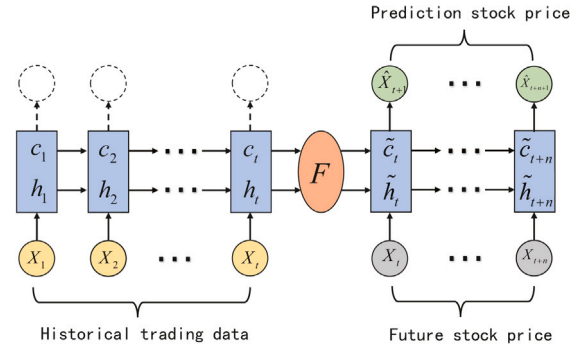 Prediction stock price
X̂ₜ₊₁ ... X̂ₜ₊ₙ₊₁
c₁ c₂ ... cₜ F c̃ₜ ... c̃ₜ₊ₙ
h₁ h₂ ... hₜ h̃ₜ ... h̃ₜ₊ₙ
X₁ X₂ ... Xₜ Xₜ ... Xₜ₊ₙ
Historical trading data Future stock price